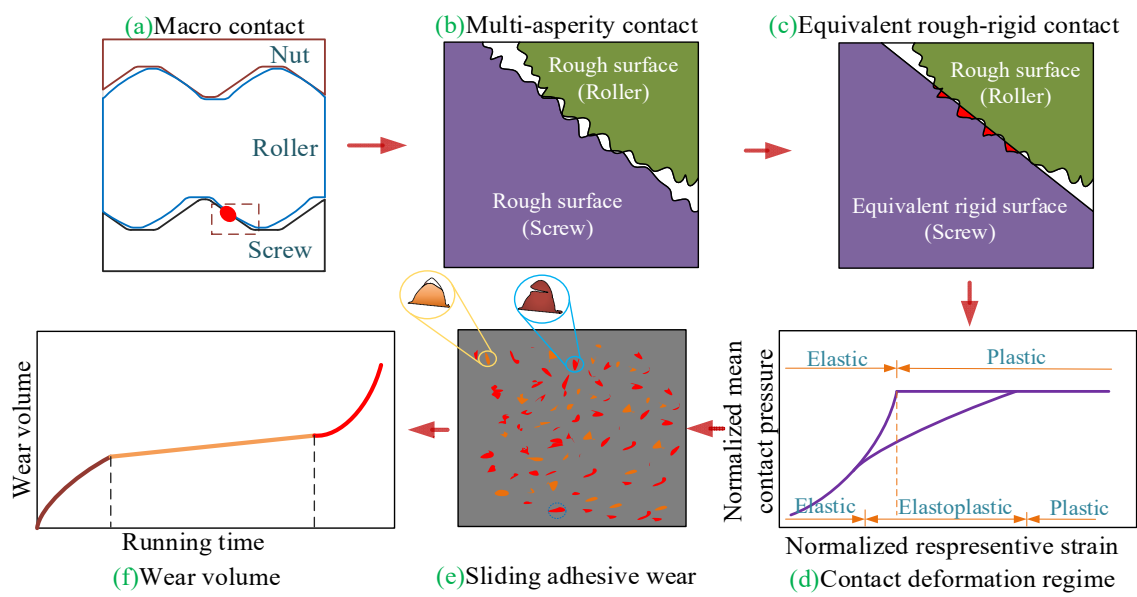 (a)Macro contact
Nut
Roller
Screw
(b)Multi-asperity contact
Rough surface
(Roller)
Rough surface
(Screw)
(c)Equivalent rough-rigid contact
Rough surface
(Roller)
Equivalent rigid surface
(Screw)
Wear volume
Running time
(f)Wear volume
(e)Sliding adhesive wear
Normalized mean
contact pressure
Elastic
Plastic
Elastic
Elastoplastic
Plastic
Normalized respresentive strain
(d)Contact deformation regime